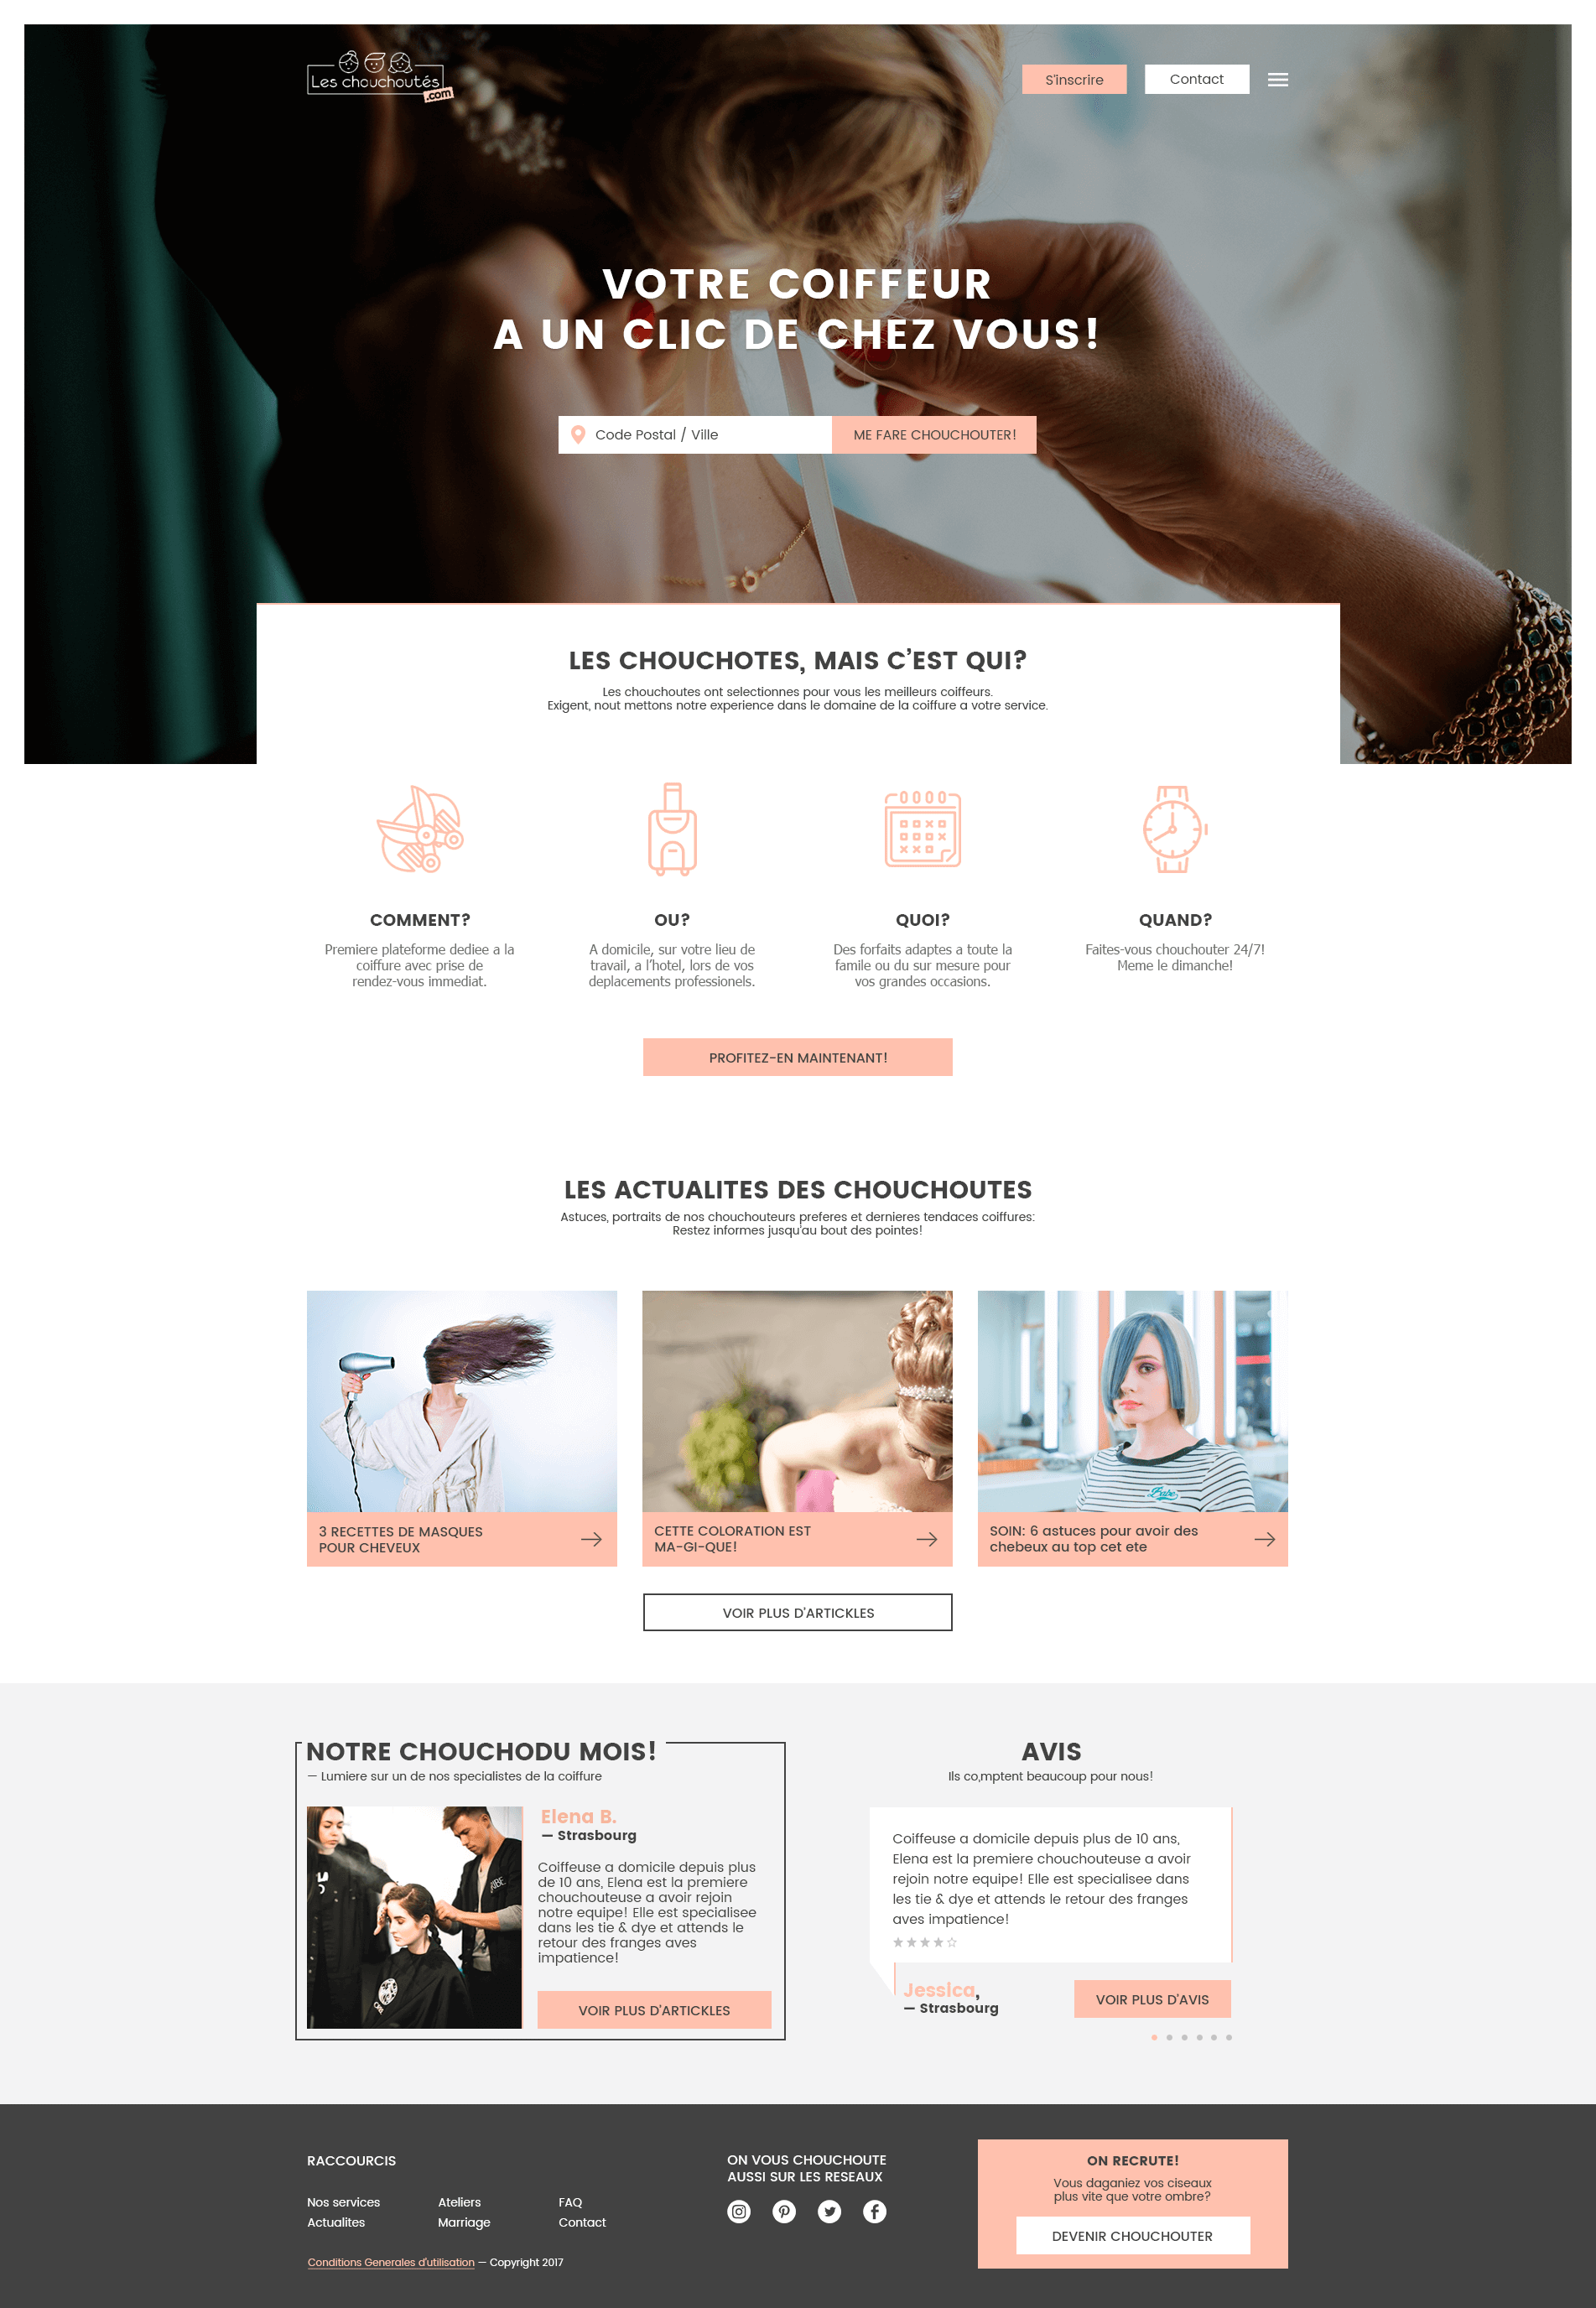 Les chouchoutés
.com
S'inscrire
Contact
VOTRE COIFFEUR
A UN CLIC DE CHEZ VOUS!
Code Postal / Ville
ME FARE CHOUCHOUTER!
LES CHOUCHOTES, MAIS C’EST QUI?
Les chouchoutes ont selectionnes pour vous les meilleurs coiffeurs.
Exigent, nout mettons notre experience dans le domaine de la coiffure a votre service.
COMMENT?
Premiere plateforme dediee a la
coiffure avec prise de
rendez-vous immediat.
OU?
A domicile, sur votre lieu de
travail, a l’hotel, lors de vos
deplacements professionels.
QUOI?
Des forfaits adaptes a toute la
famile ou du sur mesure pour
vos grandes occasions.
QUAND?
Faites-vous chouchouter 24/7!
Meme le dimanche!
PROFITEZ-EN MAINTENANT!
LES ACTUALITES DES CHOUCHOUTES
Astuces, portraits de nos chouchouteurs preferes et dernieres tendaces coiffures:
Restez informes jusqu'au bout des pointes!
Babe
3 RECETTES DE MASQUES
POUR CHEVEUX
CETTE COLORATION EST
MA-GI-QUE!
SOIN: 6 astuces pour avoir des
chebeux au top cet ete
VOIR PLUS D'ARTICKLES
NOTRE CHOUCHODU MOIS!
— Lumiere sur un de nos specialistes de la coiffure
Elena B.
— Strasbourg
Coiffeuse a domicile depuis plus
de 10 ans, Elena est la premiere
chouchouteuse a avoir rejoin
notre equipe! Elle est specialisee
dans les tie & dye et attends le
retour des franges aves
impatience!
VOIR PLUS D'ARTICKLES
AVIS
Ils co,mptent beaucoup pour nous!
Coiffeuse a domicile depuis plus de 10 ans,
Elena est la premiere chouchouteuse a avoir
rejoin notre equipe! Elle est specialisee dans
les tie & dye et attends le retour des franges
aves impatience!
Jessica,
— Strasbourg
VOIR PLUS D'AVIS
RACCOURCIS
Nos services
Ateliers
FAQ
Actualites
Marriage
Contact
Conditions Generales d'utilisation — Copyright 2017
ON VOUS CHOUCHOUTE
AUSSI SUR LES RESEAUX
ON RECRUTE!
Vous daganiez vos ciseaux
plus vite que votre ombre?
DEVENIR CHOUCHOUTER